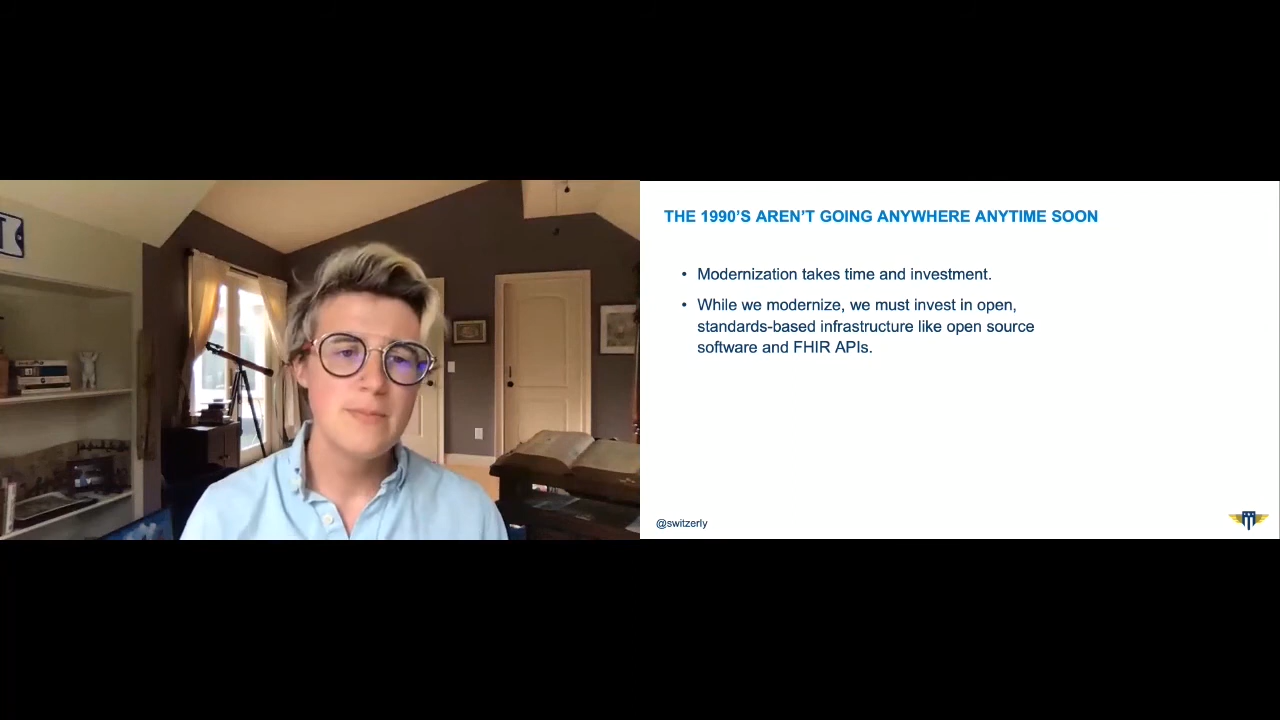 T
THE 1990'S AREN'T GOING ANYWHERE ANYTIME SOON
• Modernization takes time and investment.
• While we modernize, we must invest in open,
standards-based infrastructure like open source
software and FHIR APIs.
@switzerly